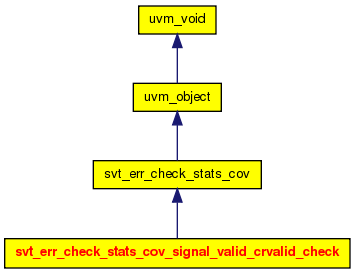 uvm_void
uvm_object
svt_err_check_stats_cov
svt_err_check_stats_cov_signal_valid_crvalid_check